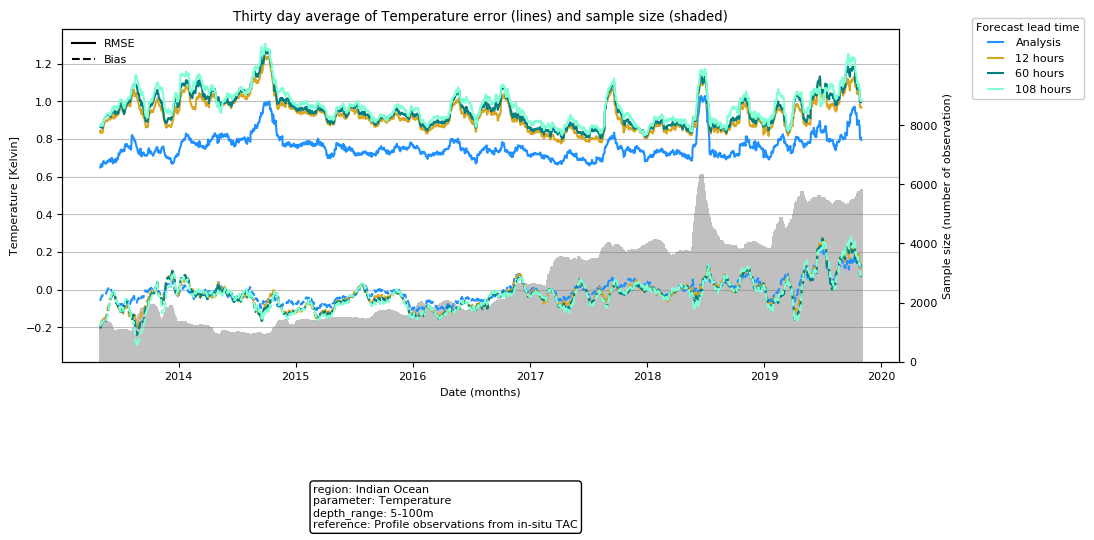 Thirty day average of Temperature error (lines) and sample size (shaded)
Forecast lead time
Analysis
12 hours
60 hours
108 hours
RMSE
Bias
Temperature [Kelvin]
1.2
1.0
0.8
0.6
0.4
0.2
0.0
−0.2
8000
6000
4000
2000
0
Sample size (number of observation)
2014 2015 2016 2017 2018 2019 2020
Date (months)
region: Indian Ocean
parameter: Temperature
depth_range: 5-100m
reference: Profile observations from in-situ TAC